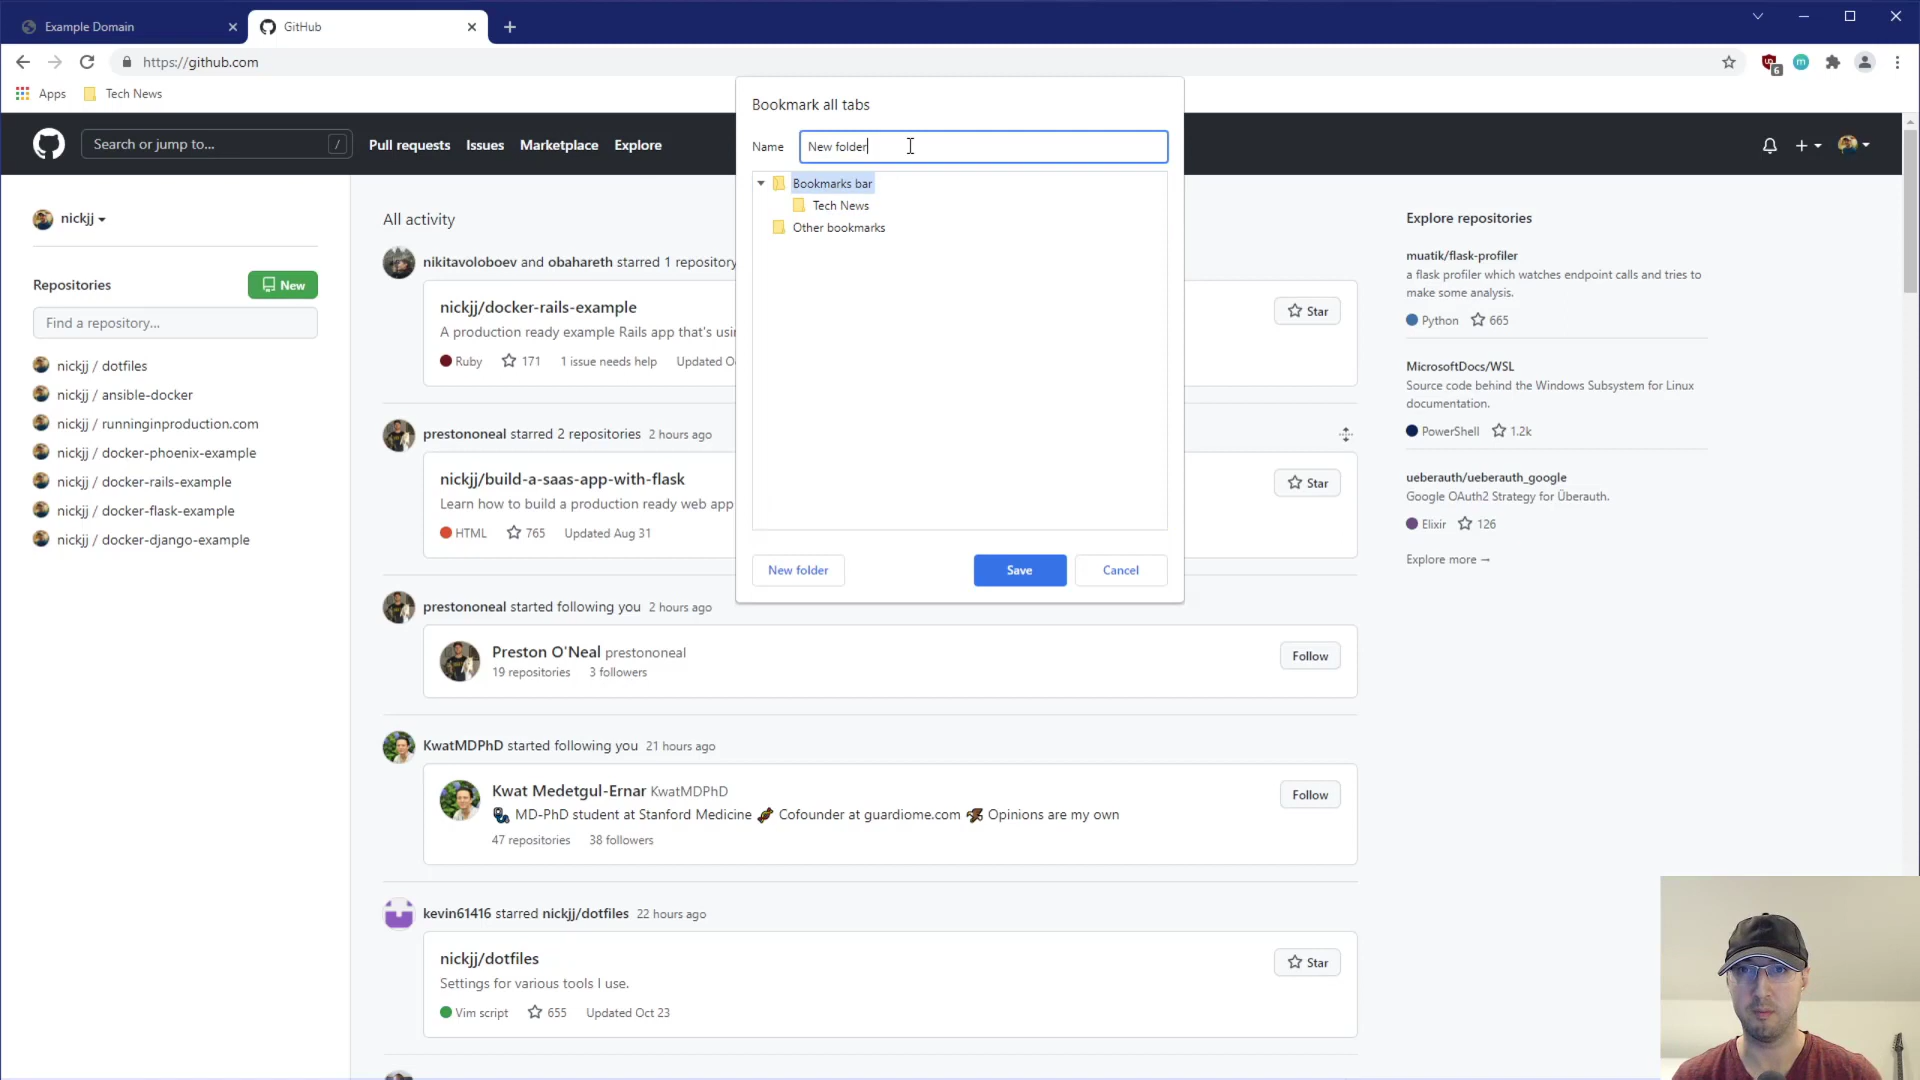 Example Domain
GitHub
https://github.com
6
m
Apps
Tech News
Bookmark all tabs
Name
New folder
Bookmarks bar
Tech News
Other bookmarks
New folder
Save
Cancel
Search or jump to...
/
Pull requests
Issues
Marketplace
Explore
nickjj
Repositories
New
Find a repository...
nickjj / dotfiles
nickjj / ansible-docker
nickjj / runninginproduction.com
nickjj / docker-phoenix-example
nickjj / docker-rails-example
nickjj / docker-flask-example
nickjj / docker-django-example
All activity
nikitavoloboev and obahareth starred 1 repository
nickjj/docker-rails-example
Star
A production ready example Rails app that's usi
Ruby 171 1 issue needs help Updated O
prestononeal starred 2 repositories 2 hours ago
nickjj/build-a-saas-app-with-flask
Star
Learn how to build a production ready web app
HTML 765 Updated Aug 31
prestononeal started following you 2 hours ago
Preston O'Neal prestononeal
Follow
19 repositories 3 followers
KwatMDPhD started following you 21 hours ago
Kwat Medetgul-Ernar KwatMDPhD
Follow
MD-PhD student at Stanford Medicine Cofounder at guardiome.com Opinions are my own
47 repositories 38 followers
kevin61416 starred nickjj/dotfiles 22 hours ago
nickjj/dotfiles
Star
Settings for various tools I use.
Vim script 655 Updated Oct 23
Explore repositories
muatik/flask-profiler
a flask profiler which watches endpoint calls and tries to
make some analysis.
Python 665
MicrosoftDocs/WSL
Source code behind the Windows Subsystem for Linux
documentation.
PowerShell 1.2k
ueberauth/ueberauth_google
Google OAuth2 Strategy for Überauth.
Elixir 126
Explore more →